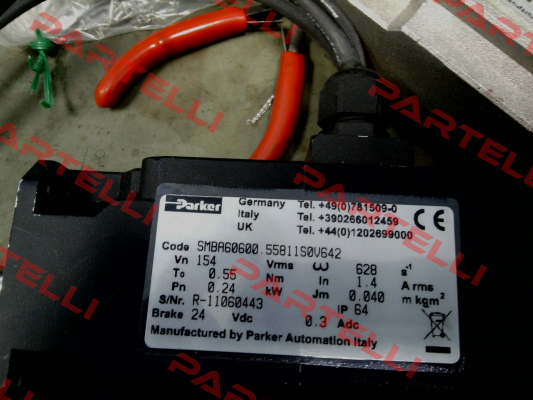 PARTELLI
PARTELLI
PARTELLI
PARTELLI
PARTELLI
Parker
Germany Tel. +49(0)781509-0
Italy Tel. +390266012459
UK Tel. +44(0)1202699000
CE
Code SMBA60600.55811S0V642
Vn 154 Vrms ω 628 s⁻¹
To 0.55 Nm In 1.4 A rms
Pn 0.24 kW Jm 0.040 m kgm²
S/Nr. R-11060443 IP 64
Brake 24 Vdc 0.3 Adc
Manufactured by Parker Automation Italy